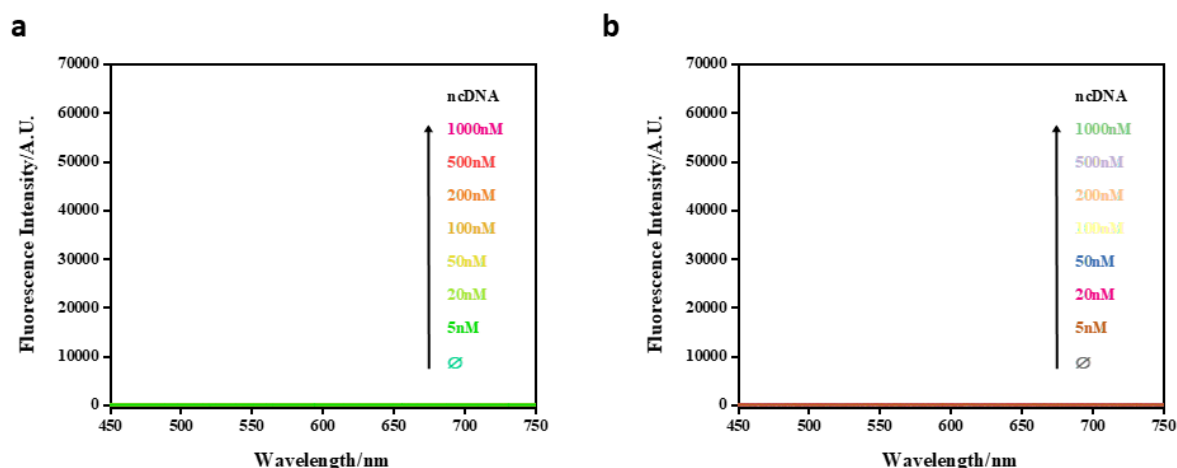 a
70000
60000
50000
40000
30000
20000
10000
0
Fluorescence Intensity/A.U.
ncDNA
1000nM
500nM
200nM
100nM
50nM
20nM
5nM
∅
450 500 550 600 650 700 750
Wavelength/nm
b
70000
60000
50000
40000
30000
20000
10000
0
Fluorescence Intensity/A.U.
ncDNA
1000nM
500nM
200nM
100nM
50nM
20nM
5nM
∅
450 500 550 600 650 700 750
Wavelength/nm